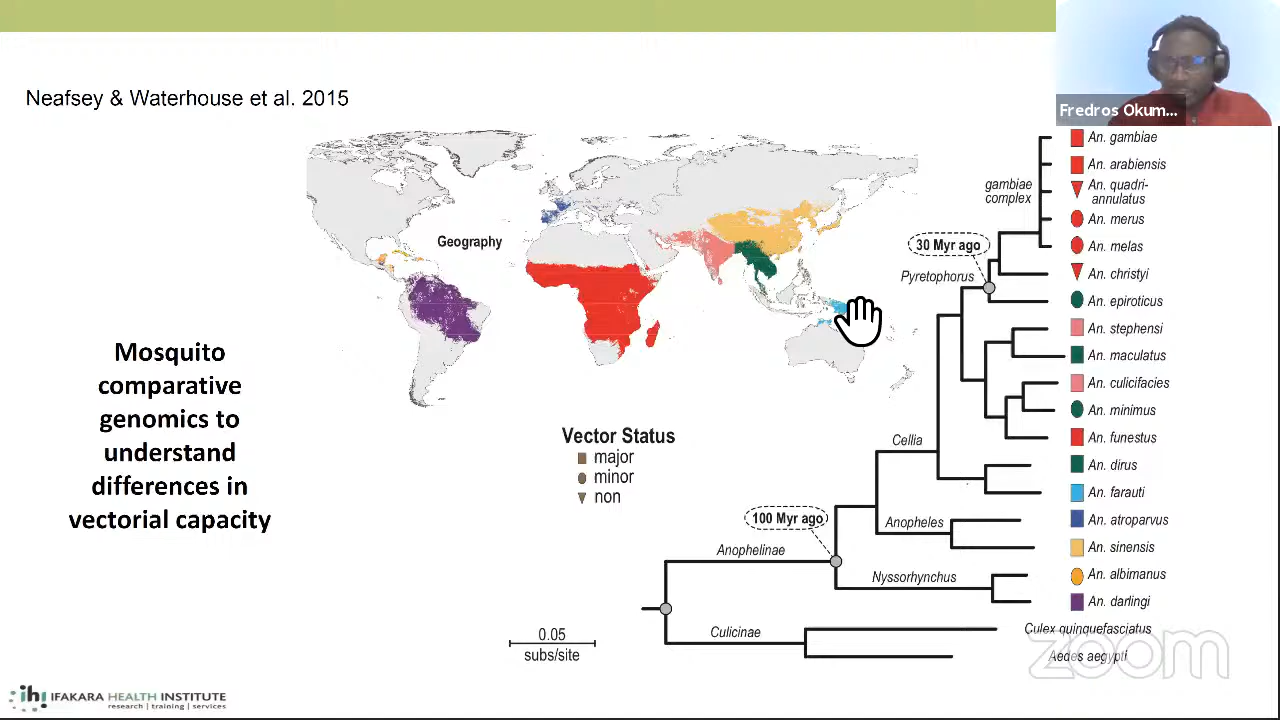 Fredros Okum...
Neafsey & Waterhouse et al. 2015
Geography
Mosquito
comparative
genomics to
understand
differences in
vectorial capacity
Vector Status
major
minor
non
gambiae
complex
30 Myr ago
Pyretophorus
Cellia
100 Myr ago
Anopheles
Anophelinae
Nyssorhynchus
Culicinae
0.05
subs/site
An. gambiae
An. arabiensis
An. quadri-
annulatus
An. merus
An. melas
An. christyi
An. epiroticus
An. stephensi
An. maculatus
An. culicifacies
An. minimus
An. funestus
An. dirus
An. farauti
An. atroparvus
An. sinensis
An. albimanus
An. darlingi
Culex quinquefasciatus
Aedes aegypti
zoom
ihi IFAKARA HEALTH INSTITUTE
research | training | services